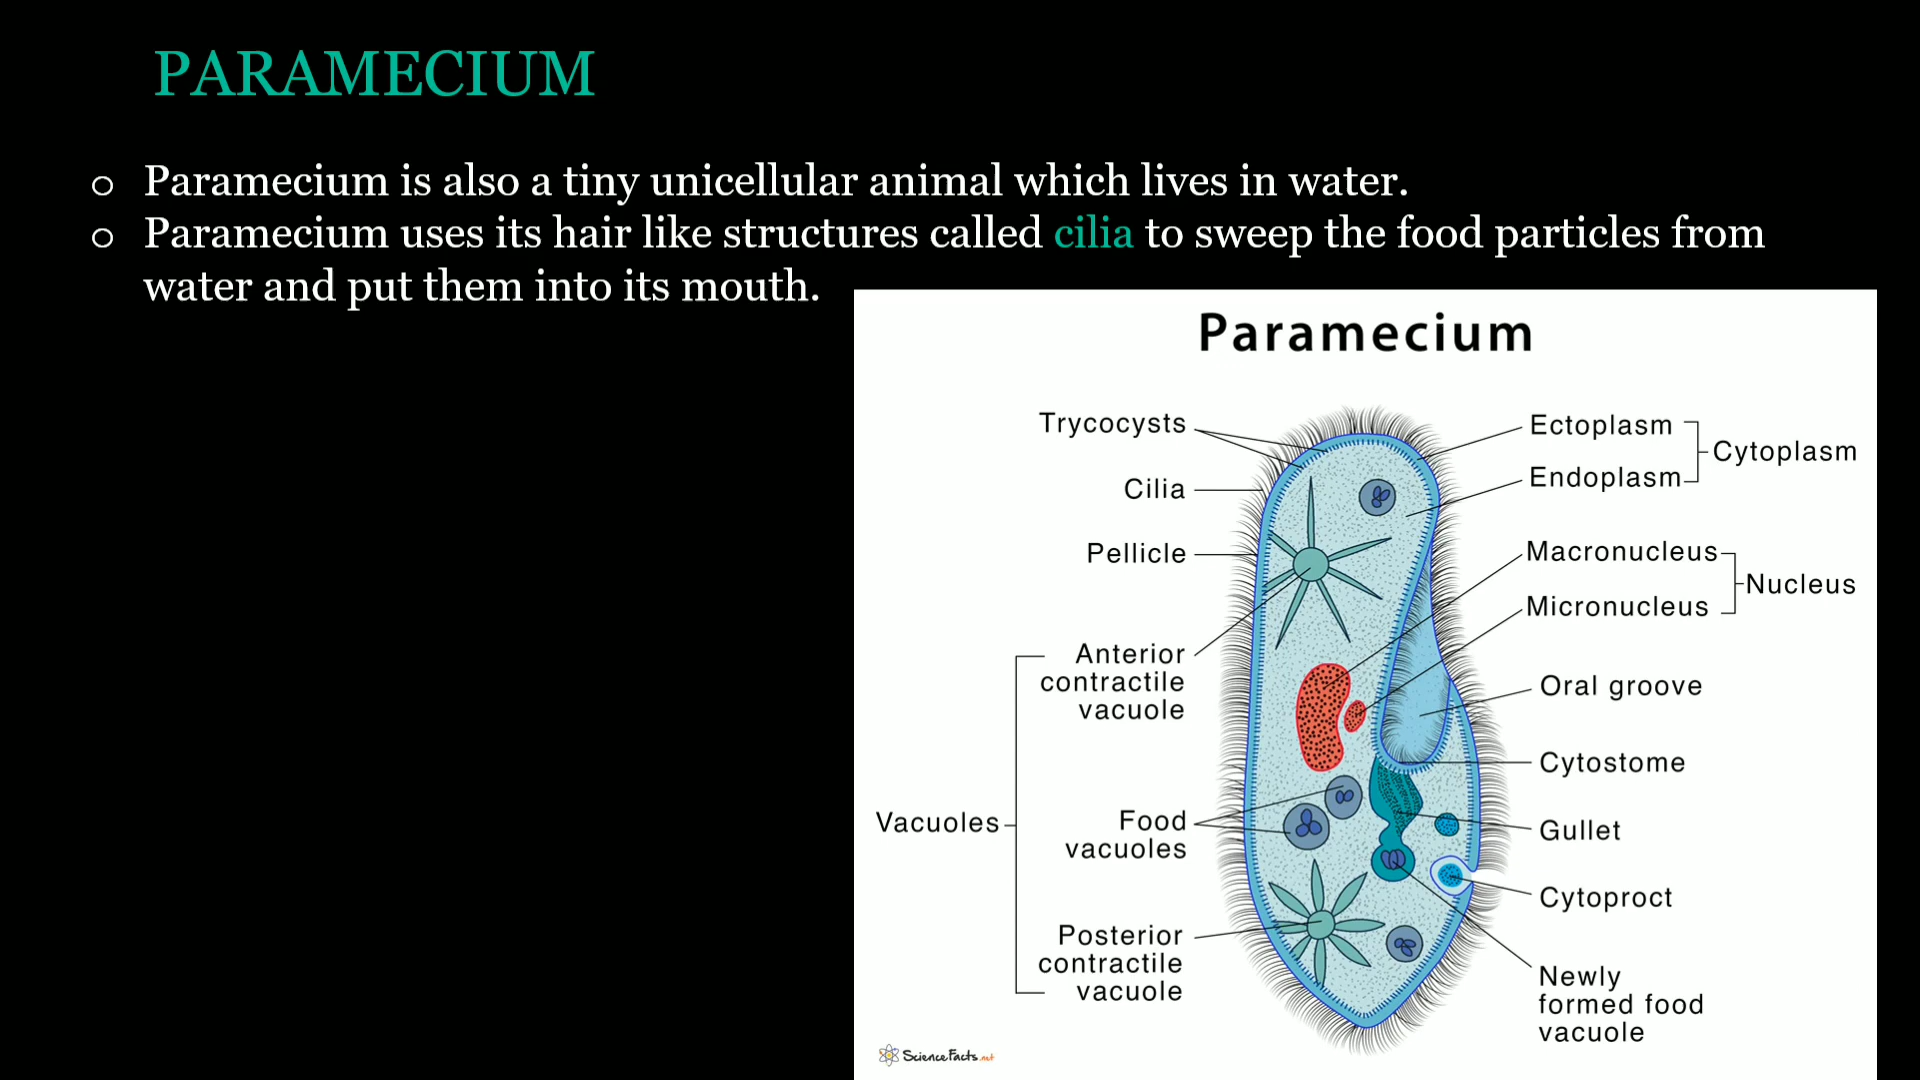 PARAMECIUM
o Paramecium is also a tiny unicellular animal which lives in water.
o Paramecium uses its hair like structures called cilia to sweep the food particles from
water and put them into its mouth.
Paramecium
Trycocysts
Cilia
Pellicle
Anterior
contractile
vacuole
Vacuoles
Food
vacuoles
Posterior
contractile
vacuole
Ectoplasm
Endoplasm
Cytoplasm
Macronucleus
Micronucleus
Nucleus
Oral groove
Cytostome
Gullet
Cytoproct
Newly
formed food
vacuole
ScienceFacts.net